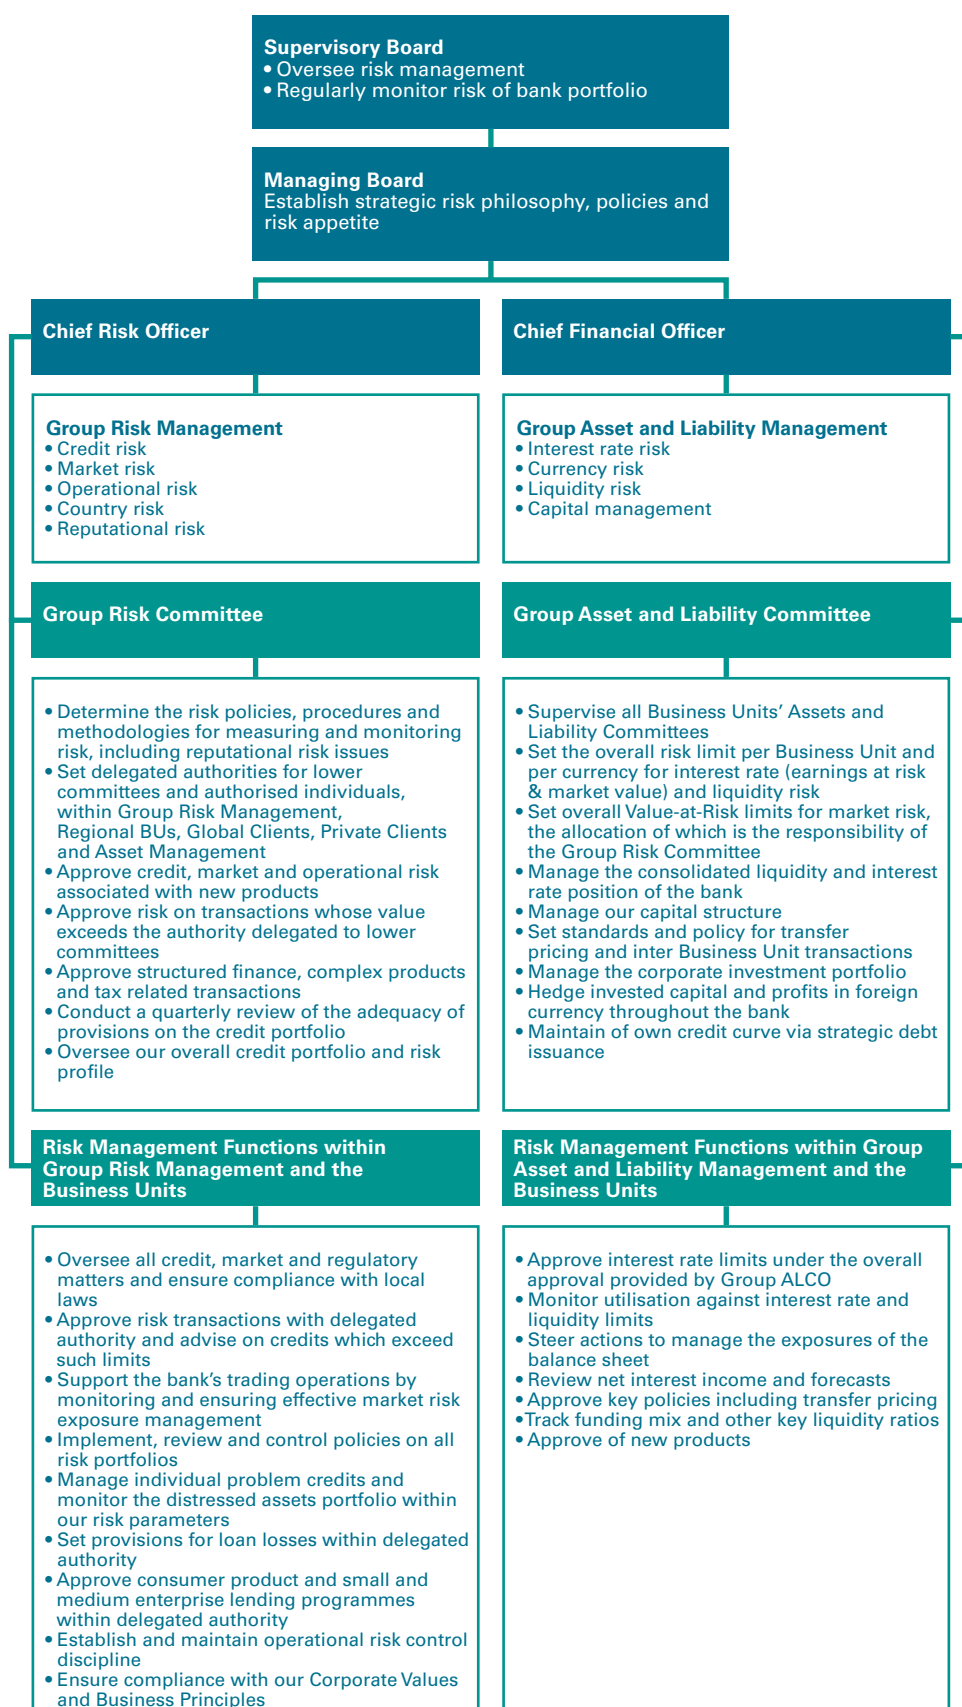 Supervisory Board
• Oversee risk management
• Regularly monitor risk of bank portfolio
Managing Board
Establish strategic risk philosophy, policies and
risk appetite
Chief Risk Officer
Group Risk Management
• Credit risk
• Market risk
• Operational risk
• Country risk
• Reputational risk
Group Risk Committee
• Determine the risk policies, procedures and
methodologies for measuring and monitoring
risk, including reputational risk issues
• Set delegated authorities for lower
committees and authorised individuals,
within Group Risk Management,
Regional BUs, Global Clients, Private Clients
and Asset Management
• Approve credit, market and operational risk
associated with new products
• Approve risk on transactions whose value
exceeds the authority delegated to lower
committees
• Approve structured finance, complex products
and tax related transactions
• Conduct a quarterly review of the adequacy of
provisions on the credit portfolio
• Oversee our overall credit portfolio and risk
profile
Risk Management Functions within
Group Risk Management and the
Business Units
• Oversee all credit, market and regulatory
matters and ensure compliance with local
laws
• Approve risk transactions with delegated
authority and advise on credits which exceed
such limits
• Support the bank's trading operations by
monitoring and ensuring effective market risk
exposure management
• Implement, review and control policies on all
risk portfolios
• Manage individual problem credits and
monitor the distressed assets portfolio within
our risk parameters
• Set provisions for loan losses within delegated
authority
• Approve consumer product and small and
medium enterprise lending programmes
within delegated authority
• Establish and maintain operational risk control
discipline
• Ensure compliance with our Corporate Values
and Business Principles
Chief Financial Officer
Group Asset and Liability Management
• Interest rate risk
• Currency risk
• Liquidity risk
• Capital management
Group Asset and Liability Committee
• Supervise all Business Units' Assets and
Liability Committees
• Set the overall risk limit per Business Unit and
per currency for interest rate (earnings at risk
& market value) and liquidity risk
• Set overall Value-at-Risk limits for market risk,
the allocation of which is the responsibility of
the Group Risk Committee
• Manage the consolidated liquidity and interest
rate position of the bank
• Manage our capital structure
• Set standards and policy for transfer
pricing and inter Business Unit transactions
• Manage the corporate investment portfolio
• Hedge invested capital and profits in foreign
currency throughout the bank
• Maintain of own credit curve via strategic debt
issuance
Risk Management Functions within Group
Asset and Liability Management and the
Business Units
• Approve interest rate limits under the overall
approval provided by Group ALCO
• Monitor utilisation against interest rate and
liquidity limits
• Steer actions to manage the exposures of the
balance sheet
• Review net interest income and forecasts
• Approve key policies including transfer pricing
• Track funding mix and other key liquidity ratios
• Approve of new products